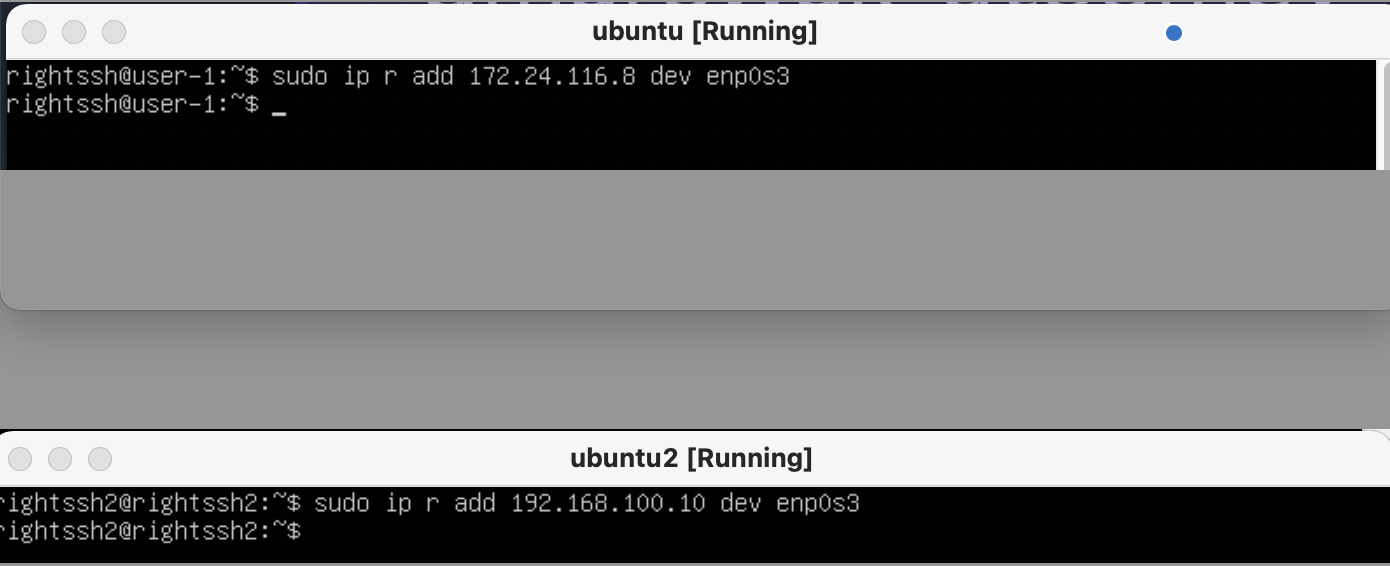 ubuntu [Running]
rightssh@user-1:~$ sudo ip r add 172.24.116.8 dev enp0s3
rightssh@user-1:~$ _
ubuntu2 [Running]
rightssh2@rightssh2:~$ sudo ip r add 192.168.100.10 dev enp0s3
rightssh2@rightssh2:~$